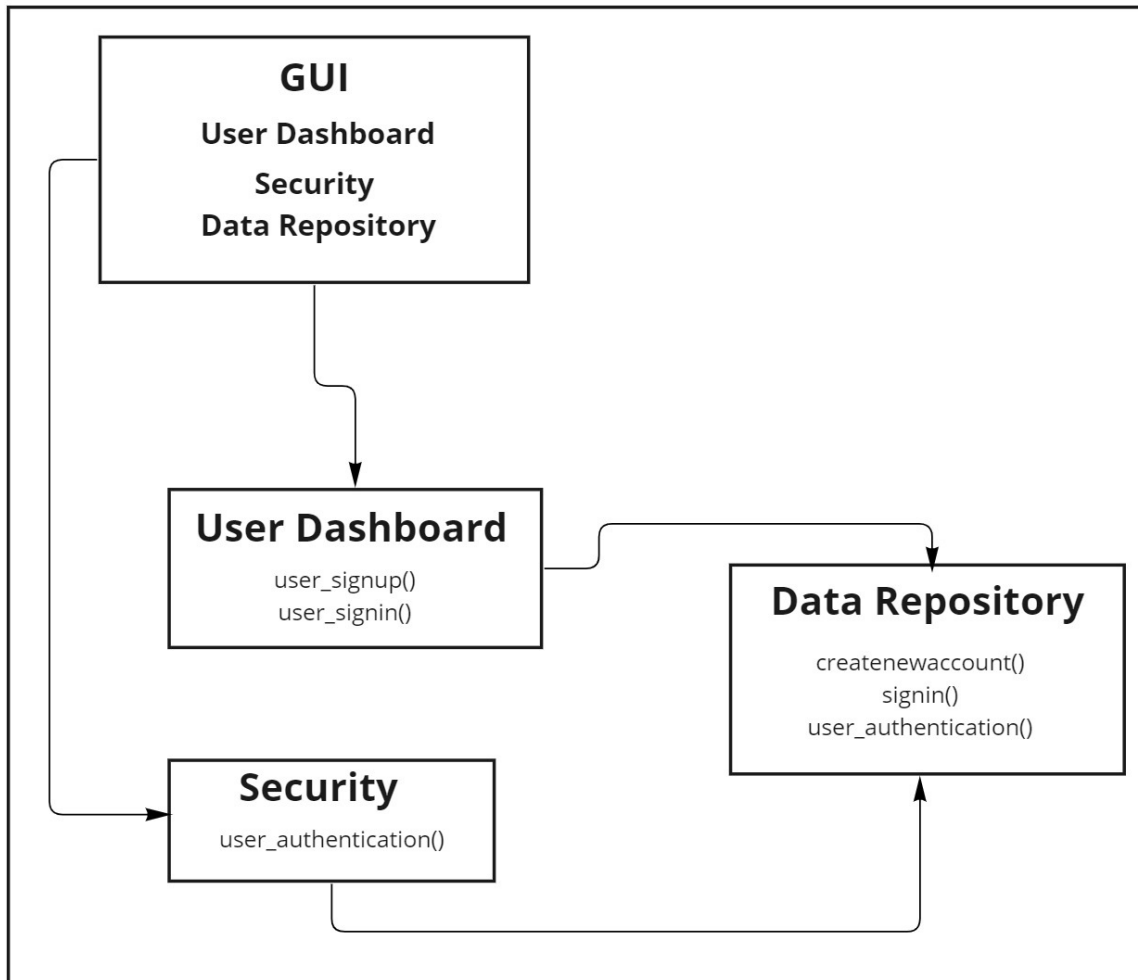 GUI
User Dashboard
Security
Data Repository
User Dashboard
user_signup()
user_signin()
Data Repository
createnewaccount()
signin()
user_authentication()
Security
user_authentication()